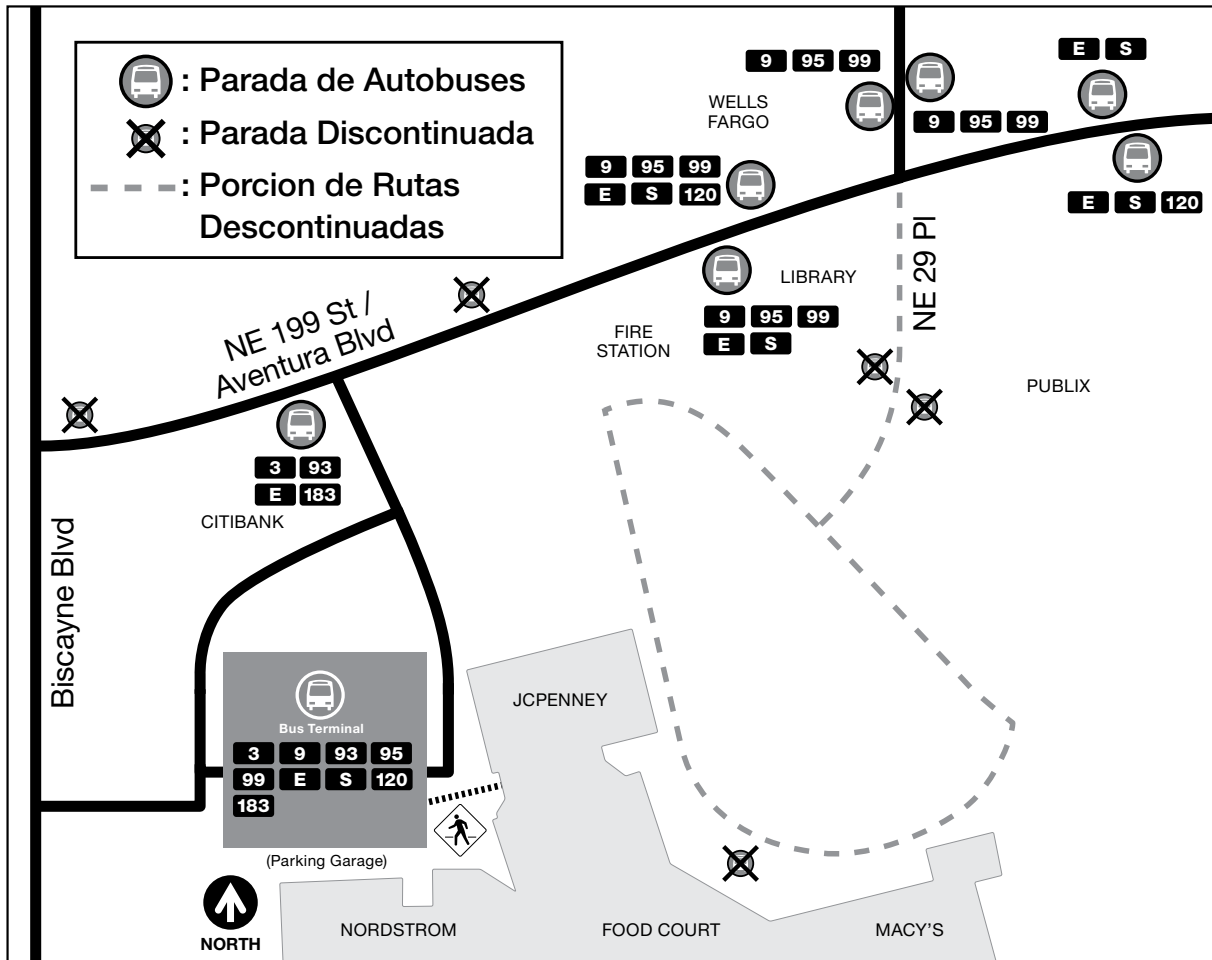 : Parada de Autobuses
: Parada Discontinuada
: Porcion de Rutas
Descontinuadas
E S
9 95 99
WELLS
FARGO
9 95 99
9 95 99
E S 120
E S 120
NE 29 Pl
LIBRARY
9 95 99
E S
FIRE
STATION
NE 199 St /
Aventura Blvd
PUBLIX
3 93
E 183
CITIBANK
Biscayne Blvd
JCPENNEY
Bus Terminal
3 9 93 95
99 E S 120
183
(Parking Garage)
NORTH
NORDSTROM
FOOD COURT
MACY'S